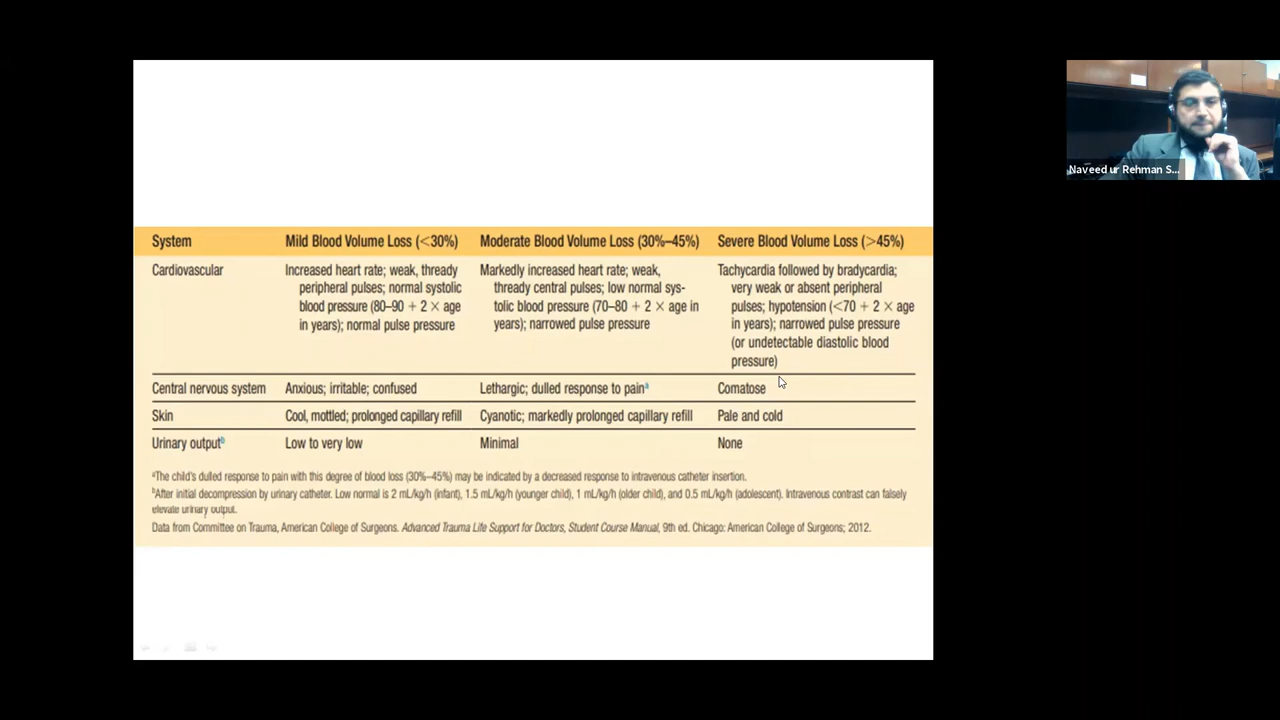 System Mild Blood Volume Loss (<30%) Moderate Blood Volume Loss (30%–45%) Severe Blood Volume Loss (>45%)
Cardiovascular Increased heart rate; weak, thready Markedly increased heart rate; weak, Tachycardia followed by bradycardia;
peripheral pulses; normal systolic thready central pulses; low normal sys- very weak or absent peripheral
blood pressure (80–90 + 2 × age tolic blood pressure (70–80 + 2 × age in pulses; hypotension (<70 + 2 × age
in years); normal pulse pressure years); narrowed pulse pressure in years); narrowed pulse pressure
(or undetectable diastolic blood
pressure)
Central nervous system Anxious; irritable; confused Lethargic; dulled response to painᵃ Comatose
Skin Cool, mottled; prolonged capillary refill Cyanotic; markedly prolonged capillary refill Pale and cold
Urinary outputᵇ Low to very low Minimal None
ᵃThe child's dulled response to pain with this degree of blood loss (30%–45%) may be indicated by a decreased response to intravenous catheter insertion.
ᵇAfter initial decompression by urinary catheter. Low normal is 2 mL/kg/h (infant), 1.5 mL/kg/h (younger child), 1 mL/kg/h (older child), and 0.5 mL/kg/h (adolescent). Intravenous contrast can falsely
elevate urinary output.
Data from Committee on Trauma, American College of Surgeons. Advanced Trauma Life Support for Doctors, Student Course Manual, 9th ed. Chicago: American College of Surgeons; 2012.
Naveed ur Rehman S...